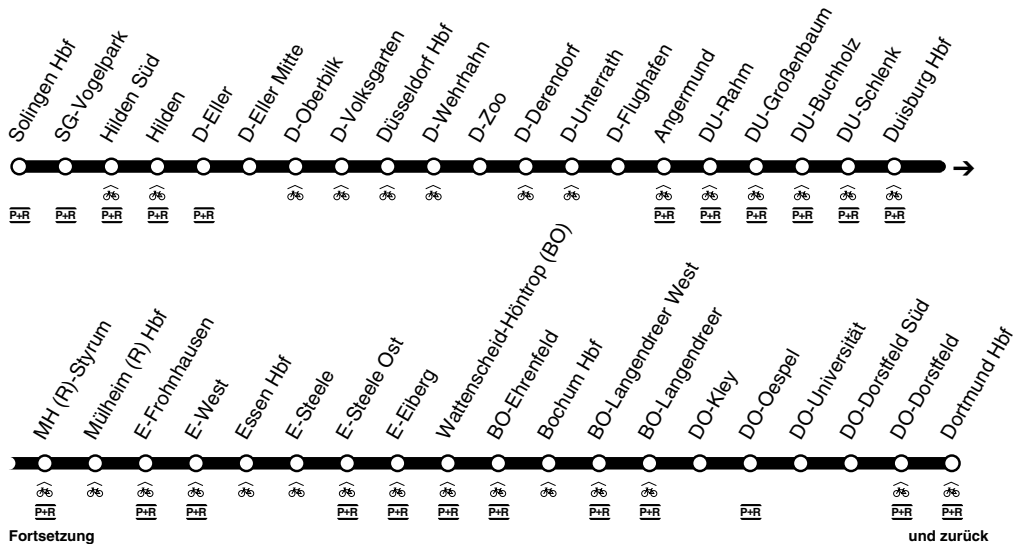 Solingen Hbf
SG-Vogelpark
Hilden Süd
Hilden
D-Eller
D-Eller Mitte
D-Oberbilk
D-Volksgarten
Düsseldorf Hbf
D-Wehrhahn
D-Zoo
D-Derendorf
D-Unterrath
D-Flughafen
Angermund
DU-Rahm
DU-Großenbaum
DU-Buchholz
DU-Schlenk
Duisburg Hbf
P+R P+R P+R P+R P+R P+R P+R P+R P+R P+R P+R
MH (R)-Styrum
Mülheim (R) Hbf
E-Frohnhausen
E-West
Essen Hbf
E-Steele
E-Steele Ost
E-Eiberg
Wattenscheid-Höntrop (BO)
BO-Ehrenfeld
Bochum Hbf
BO-Langendreer West
BO-Langendreer
DO-Kley
DO-Oespel
DO-Universität
DO-Dorstfeld Süd
DO-Dorstfeld
Dortmund Hbf
P+R P+R P+R P+R P+R P+R P+R P+R P+R P+R P+R P+R
Fortsetzung
und zurück